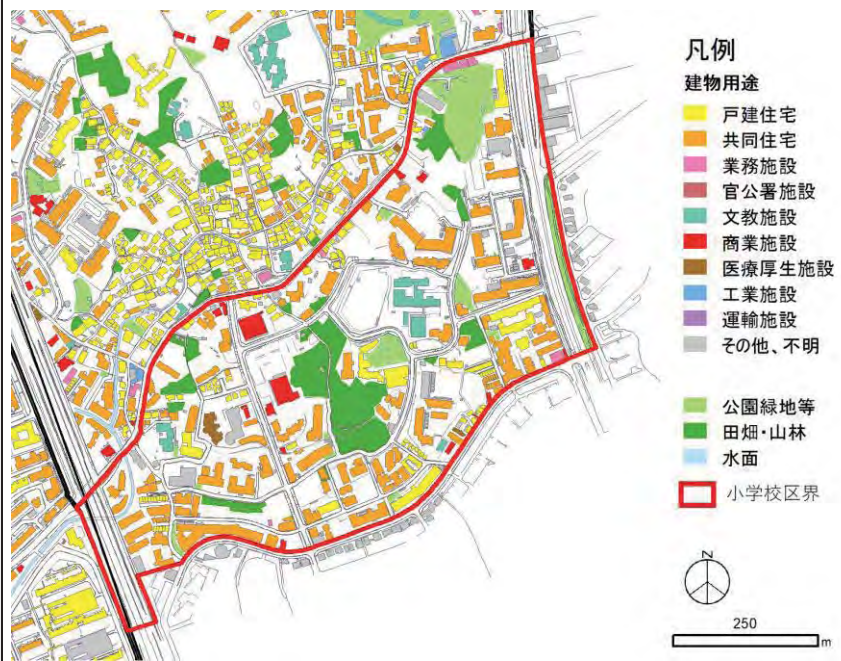 凡例
建物用途
戸建住宅
共同住宅
業務施設
官公署施設
文教施設
商業施設
医療厚生施設
工業施設
運輸施設
その他、不明
公園緑地等
田畑・山林
水面
小学校区界
N
250
m